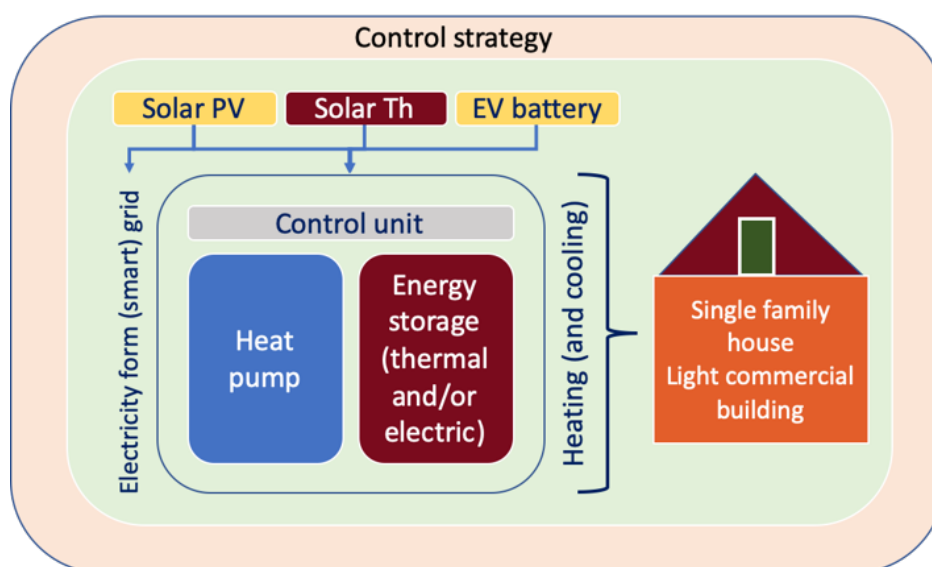 Control strategy
Solar PV
Solar Th
EV battery
Electricity form (smart) grid
Control unit
Heat
pump
Energy
storage
(thermal
and/or
electric)
Heating (and cooling)
Single family
house
Light commercial
building